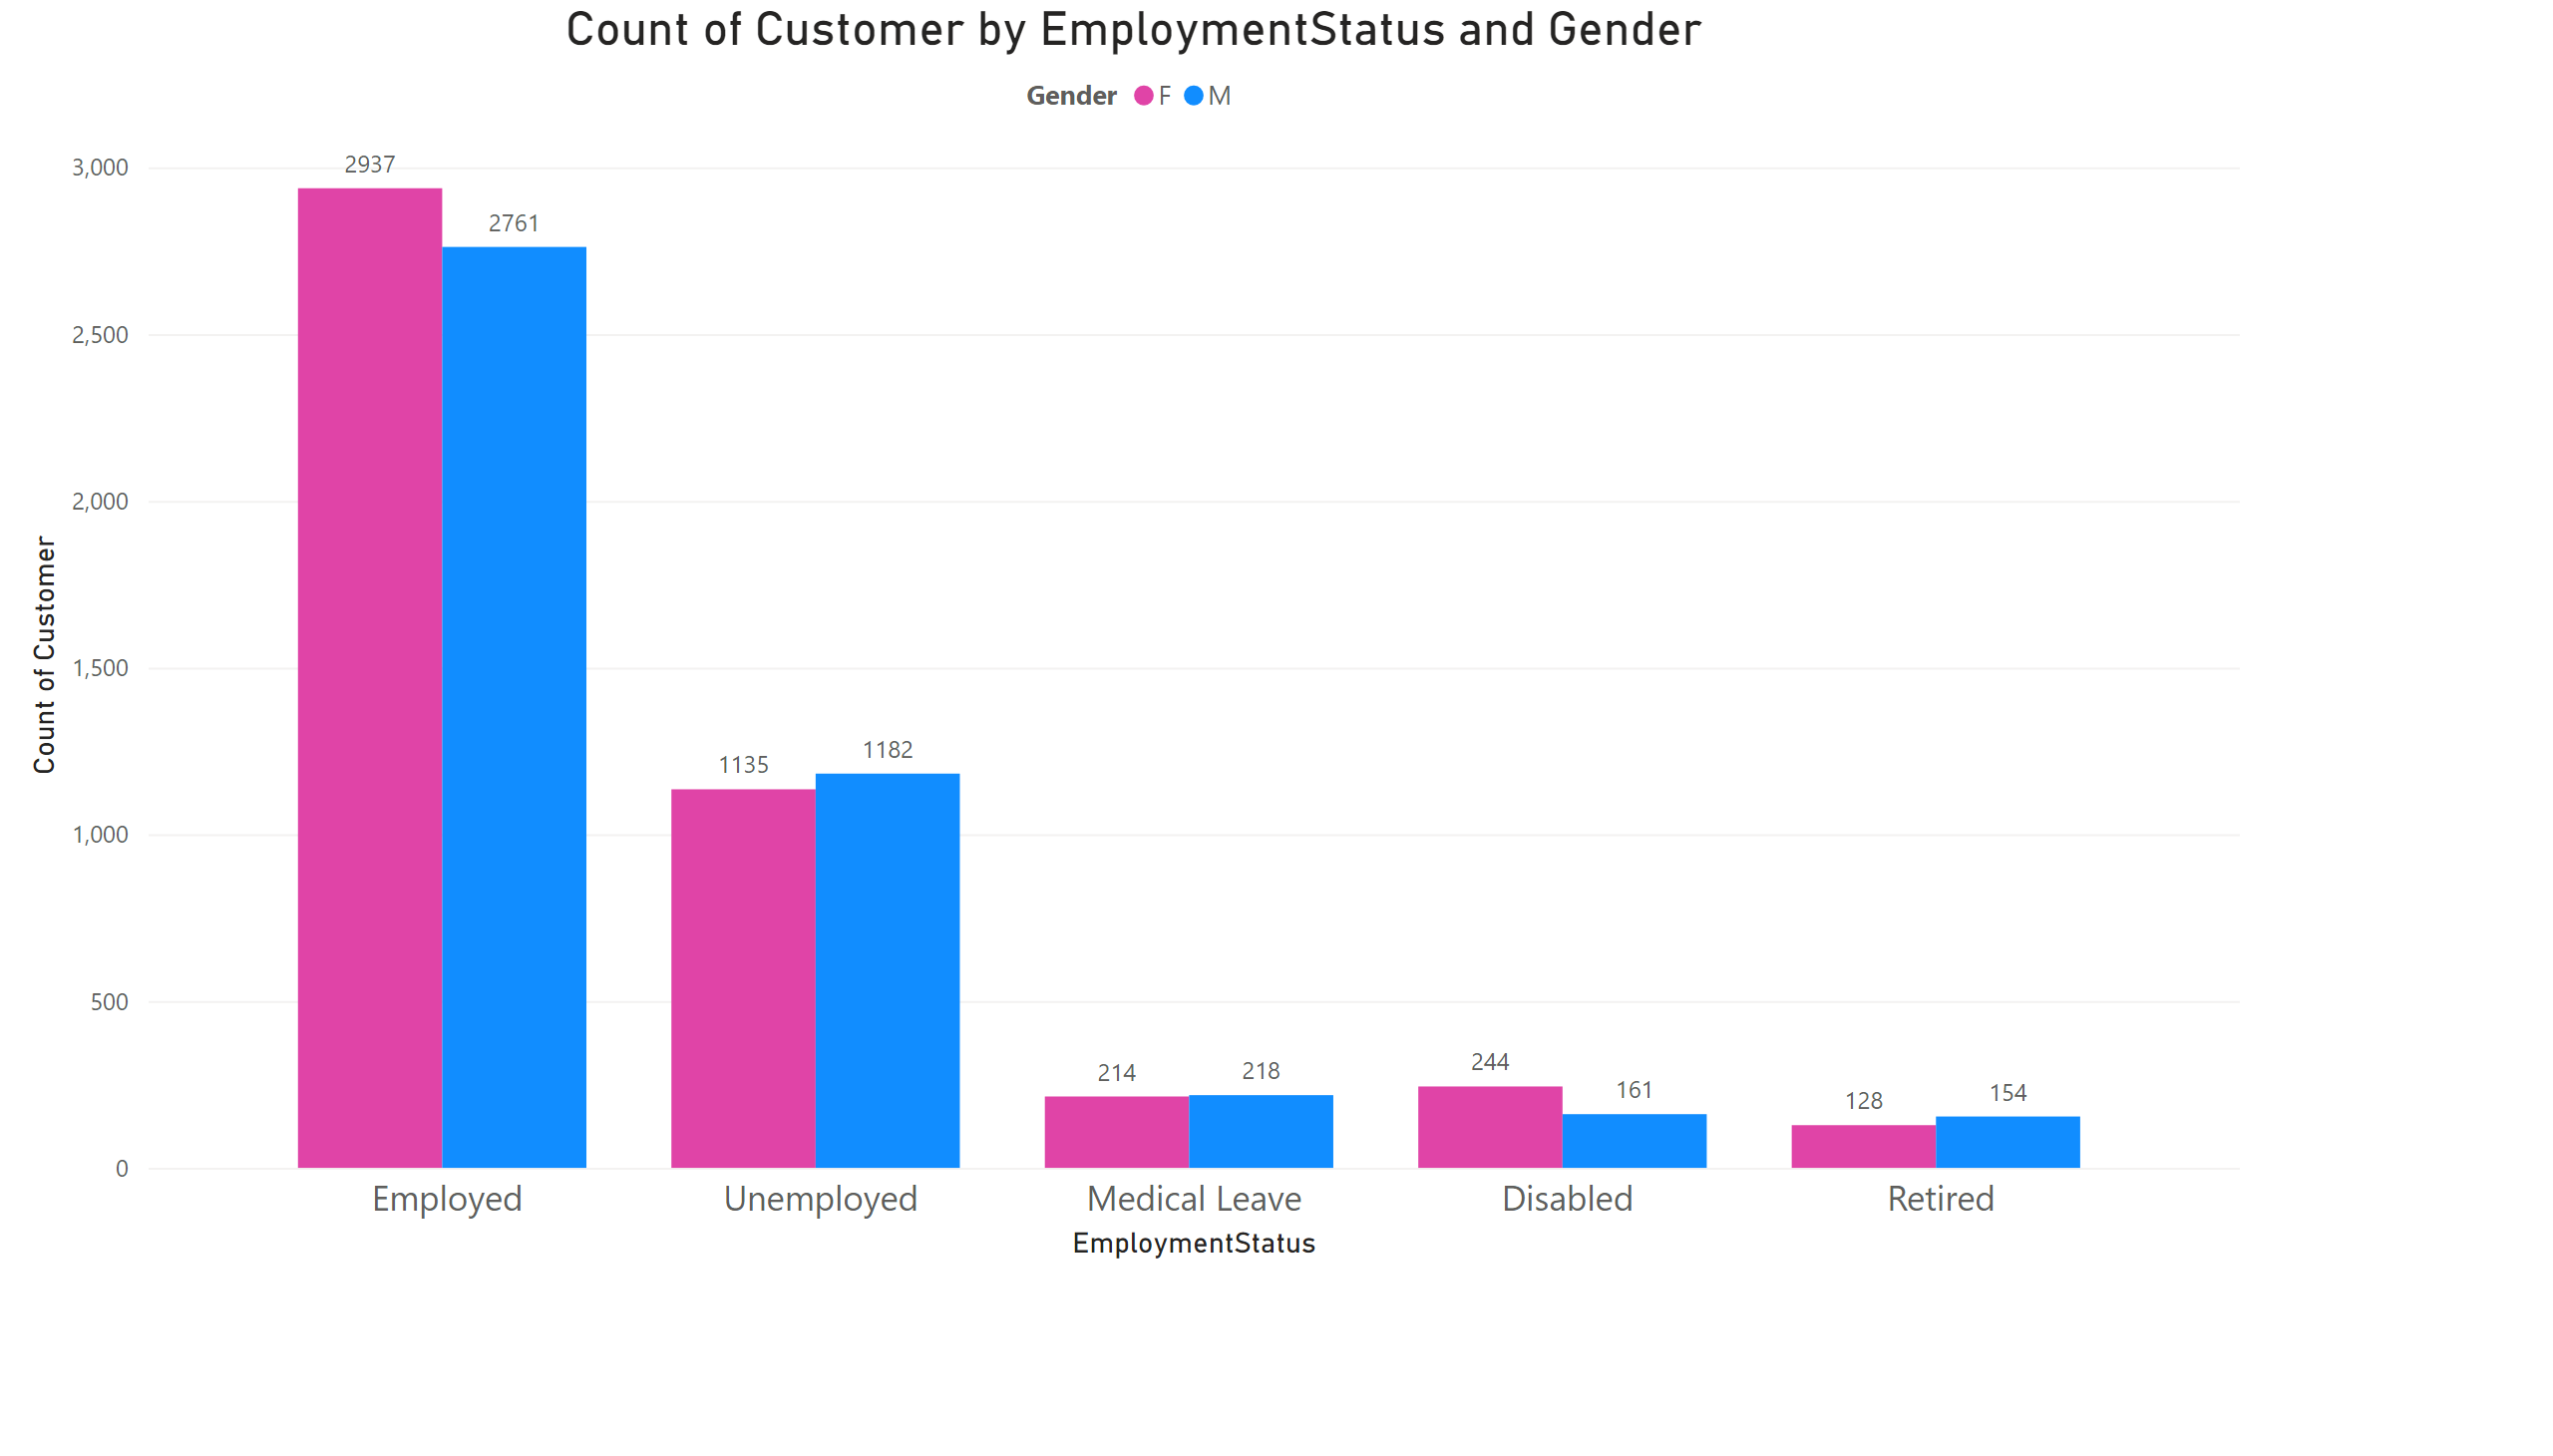 Count of Customer by EmploymentStatus and Gender
Gender F M
3,000
2,500
2,000
1,500
1,000
500
0
Count of Customer
2937
2761
1135
1182
214
218
244
161
128
154
Employed
Unemployed
Medical Leave
Disabled
Retired
EmploymentStatus